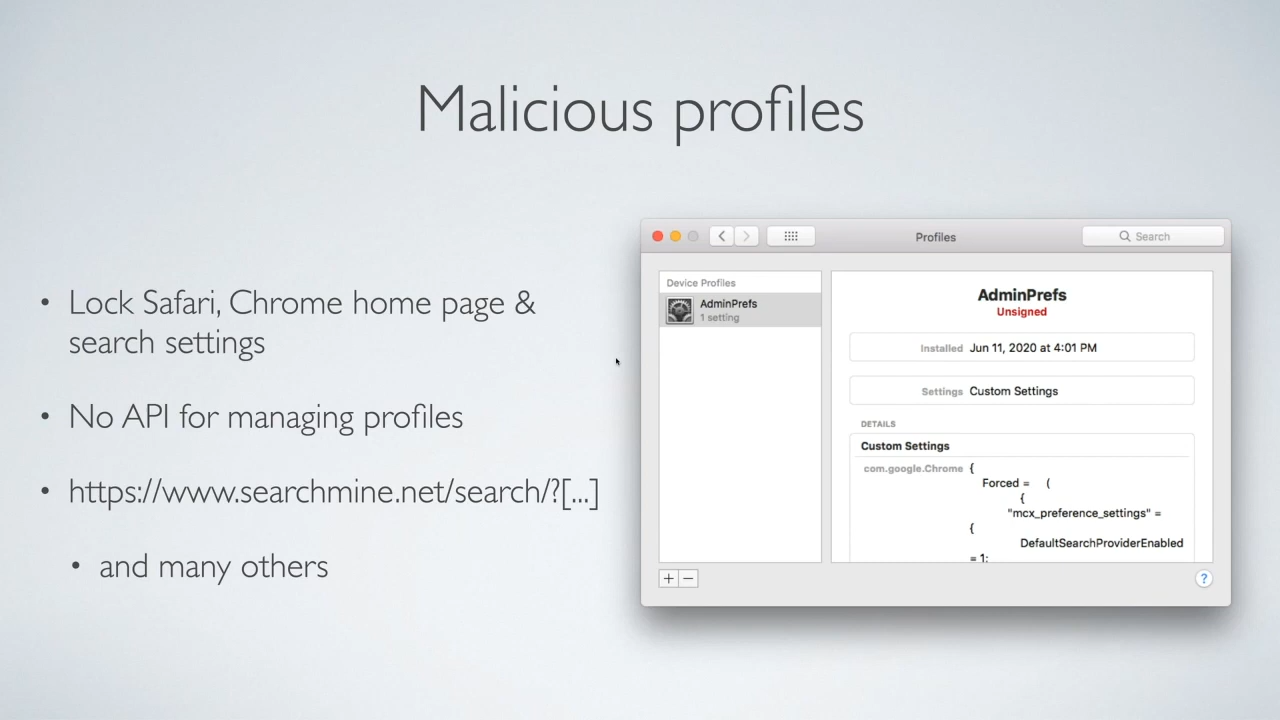 Malicious profiles
• Lock Safari, Chrome home page &
search settings
• No API for managing profiles
• https://www.searchmine.net/search/?[...]
• and many others
Profiles
Search
Device Profiles
AdminPrefs
1 setting
AdminPrefs
Unsigned
Installed Jun 11, 2020 at 4:01 PM
Settings Custom Settings
DETAILS
Custom Settings
com.google.Chrome {
Forced = (
{
"mcx_preference_settings" =
{
DefaultSearchProviderEnabled
= 1;
+ −
?